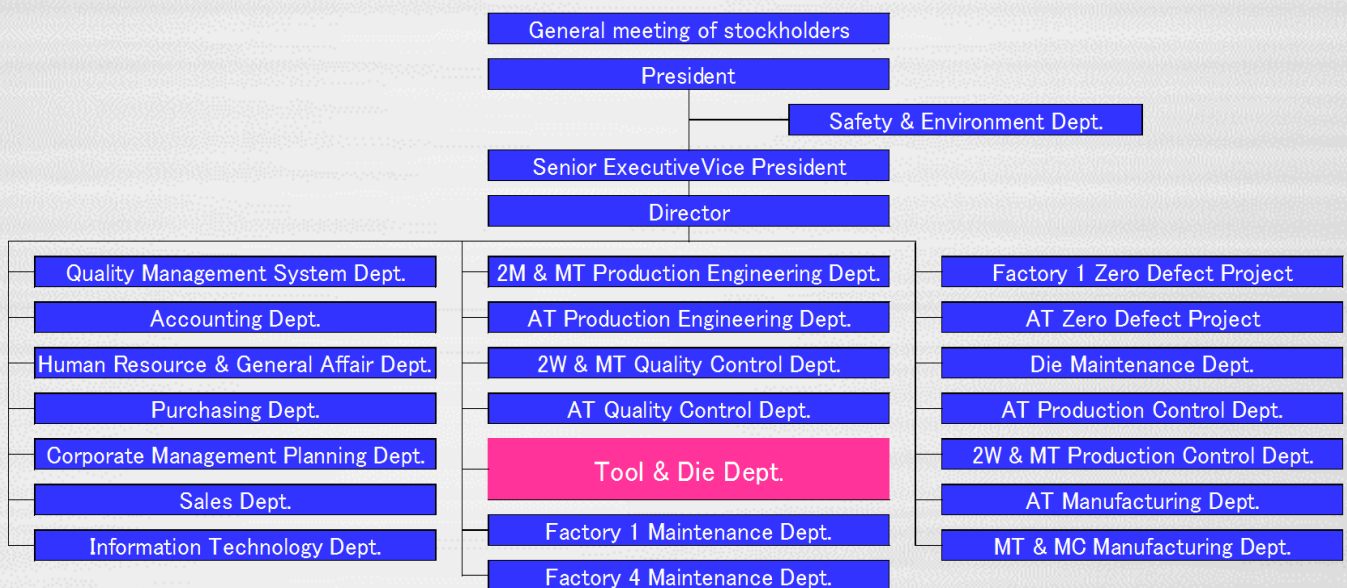 General meeting of stockholders
President
Safety & Environment Dept.
Senior ExecutiveVice President
Director
Quality Management System Dept.
Accounting Dept.
Human Resource & General Affair Dept.
Purchasing Dept.
Corporate Management Planning Dept.
Sales Dept.
Information Technology Dept.
2M & MT Production Engineering Dept.
AT Production Engineering Dept.
2W & MT Quality Control Dept.
AT Quality Control Dept.
Tool & Die Dept.
Factory 1 Maintenance Dept.
Factory 4 Maintenance Dept.
Factory 1 Zero Defect Project
AT Zero Defect Project
Die Maintenance Dept.
AT Production Control Dept.
2W & MT Production Control Dept.
AT Manufacturing Dept.
MT & MC Manufacturing Dept.